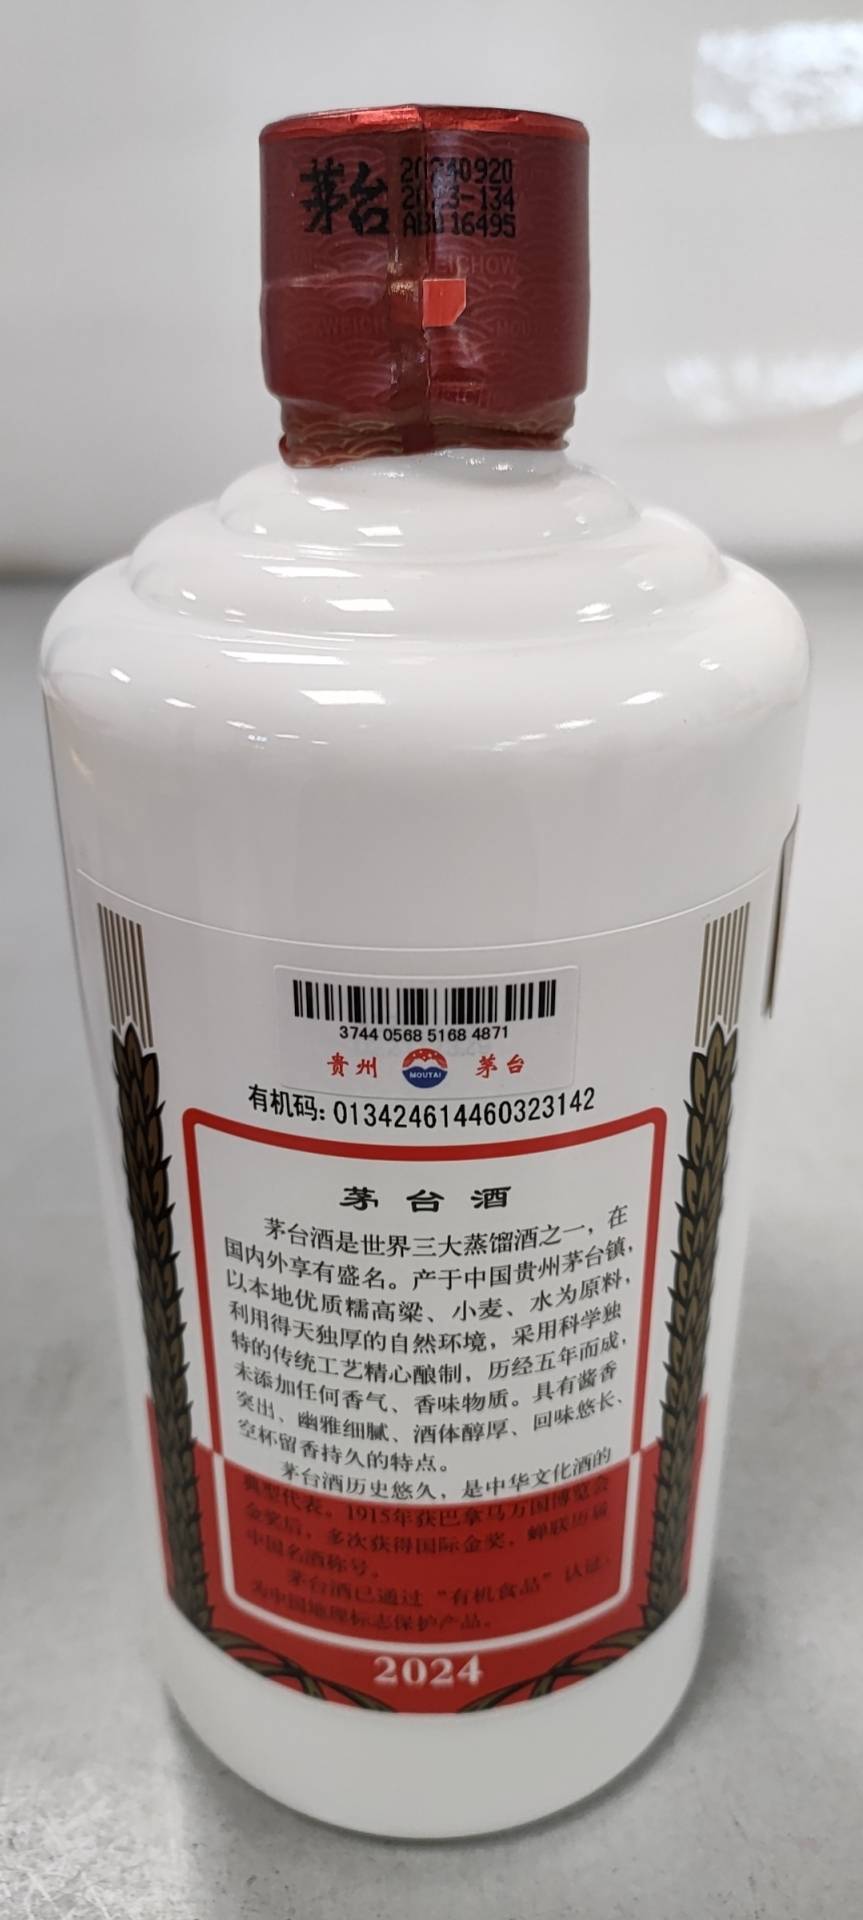 茅台
20240920
2023-134
AB016495
EICHOW
WEICH
MOUT
ICH
3744 0568 5168 4871
贵州
MOUTAI
茅台
有机码: 013424614460323142
茅台酒
茅台酒是世界三大蒸馏酒之一，在
国内外享有盛名。产于中国贵州茅台镇，
以本地优质糯高粱、小麦、水为原料，
利用得天独厚的自然环境，采用科学独
特的传统工艺精心酿制，历经五年而成，
未添加任何香气、香味物质。具有酱香
突出、幽雅细腻、酒体醇厚、回味悠长、
空杯留香持久的特点。
茅台酒历史悠久，是中华文化酒的
典型代表。1915年获巴拿马万国博览会
金奖后，多次获得国际金奖，蝉联历届
中国名酒称号。
茅台酒已通过“有机食品”认证，
为中国地理标志保护产品。
2024